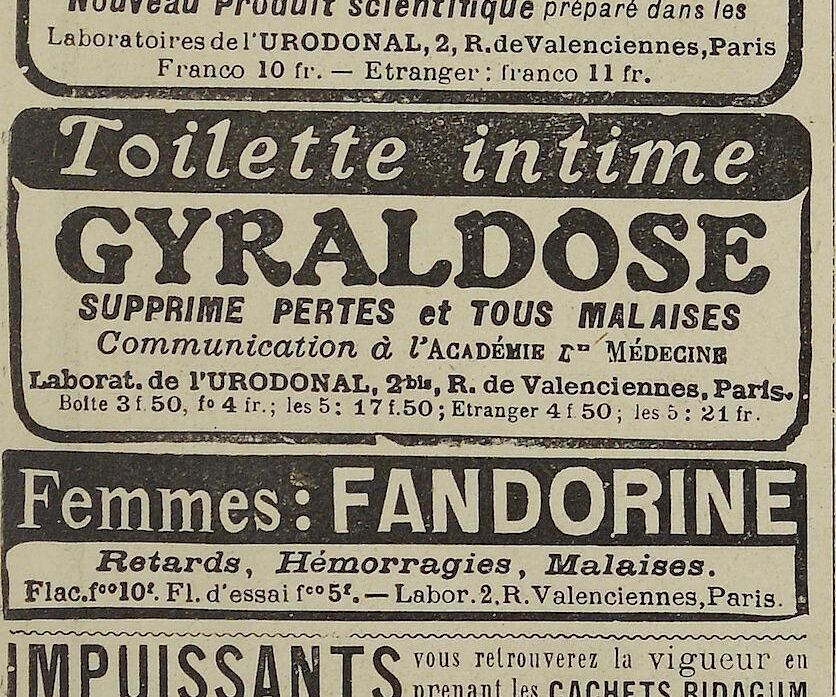 Nouveau Produit scientifique préparé dans les
Laboratoires de l'URODONAL, 2, R. de Valenciennes, Paris
Franco 10 fr. — Etranger: franco 11 fr.
Toilette intime
GYRALDOSE
SUPPRIME PERTES et TOUS MALAISES
Communication à l'ACADÉMIE DE MÉDECINE
Laborat. de l'URODONAL, 2bis, R. de Valenciennes, Paris.
Boîte 3 f. 50, fo 4 fr.; les 5: 17 f. 50; Etranger 4 f 50; les 5: 21 fr.
Femmes: FANDORINE
Retards, Hémorragies, Malaises.
Flac. fco 10f. Fl. d'essai fco 5f. — Labor. 2, R. Valenciennes, Paris.
IMPUISSANTS vous retrouverez la vigueur en
prenant les CACHETS BIDAGUM